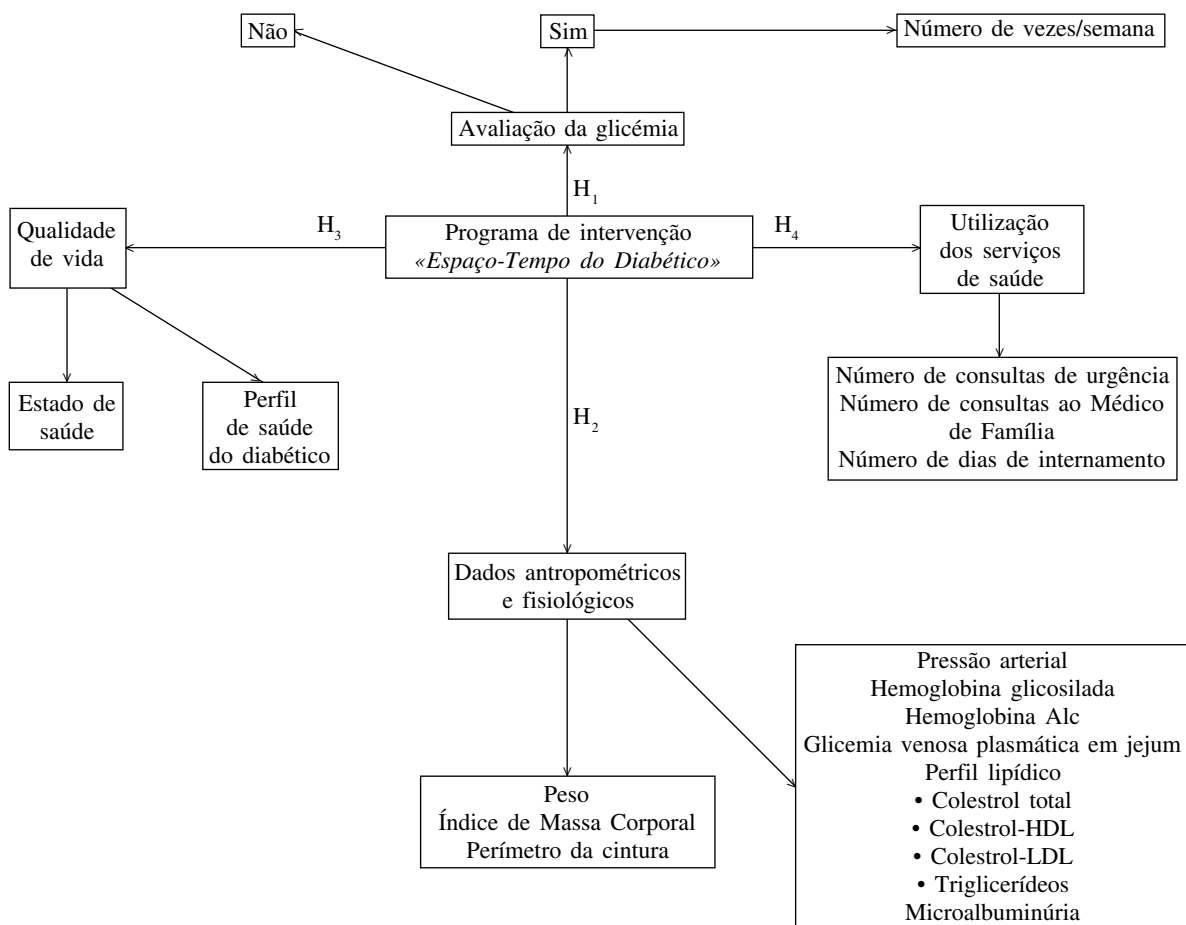 Não
Sim
Número de vezes/semana
Avaliação da glicémia
H1
Qualidade
de vida
H3
Programa de intervenção
«Espaço-Tempo do Diabético»
H4
Utilização
dos serviços
de saúde
Estado de
saúde
Perfil
de saúde
do diabético
H2
Número de consultas de urgência
Número de consultas ao Médico
de Família
Número de dias de internamento
Dados antropométricos
e fisiológicos
Peso
Índice de Massa Corporal
Perímetro da cintura
Pressão arterial
Hemoglobina glicosilada
Hemoglobina Alc
Glicemia venosa plasmática em jejum
Perfil lipídico
• Colestrol total
• Colestrol-HDL
• Colestrol-LDL
• Triglicerídeos
Microalbuminúria